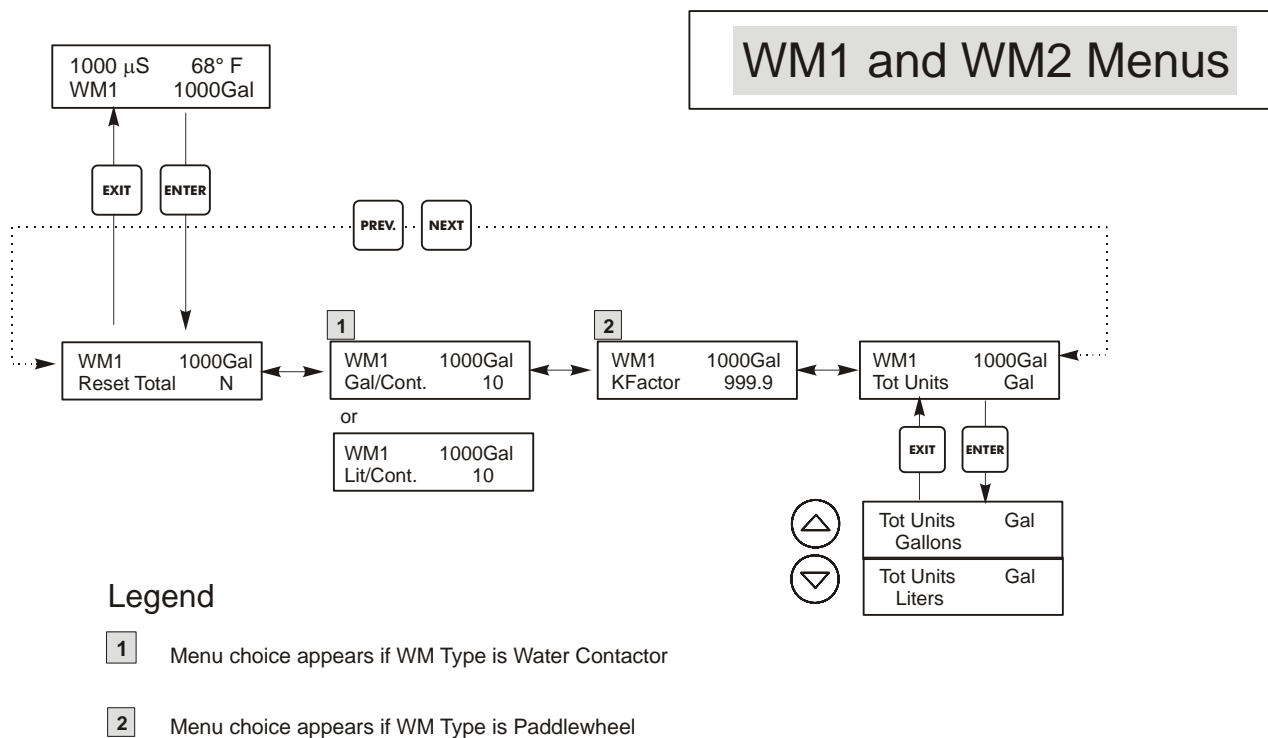 WM1 and WM2 Menus
1000 μS 68° F
WM1 1000Gal
EXIT ENTER
PREV. NEXT
WM1 1000Gal
Reset Total N
1
WM1 1000Gal
Gal/Cont. 10
or
WM1 1000Gal
Lit/Cont. 10
2
WM1 1000Gal
KFactor 999.9
WM1 1000Gal
Tot Units Gal
EXIT ENTER
Tot Units Gal
Gallons
Tot Units Gal
Liters
Legend
1 Menu choice appears if WM Type is Water Contactor
2 Menu choice appears if WM Type is Paddlewheel